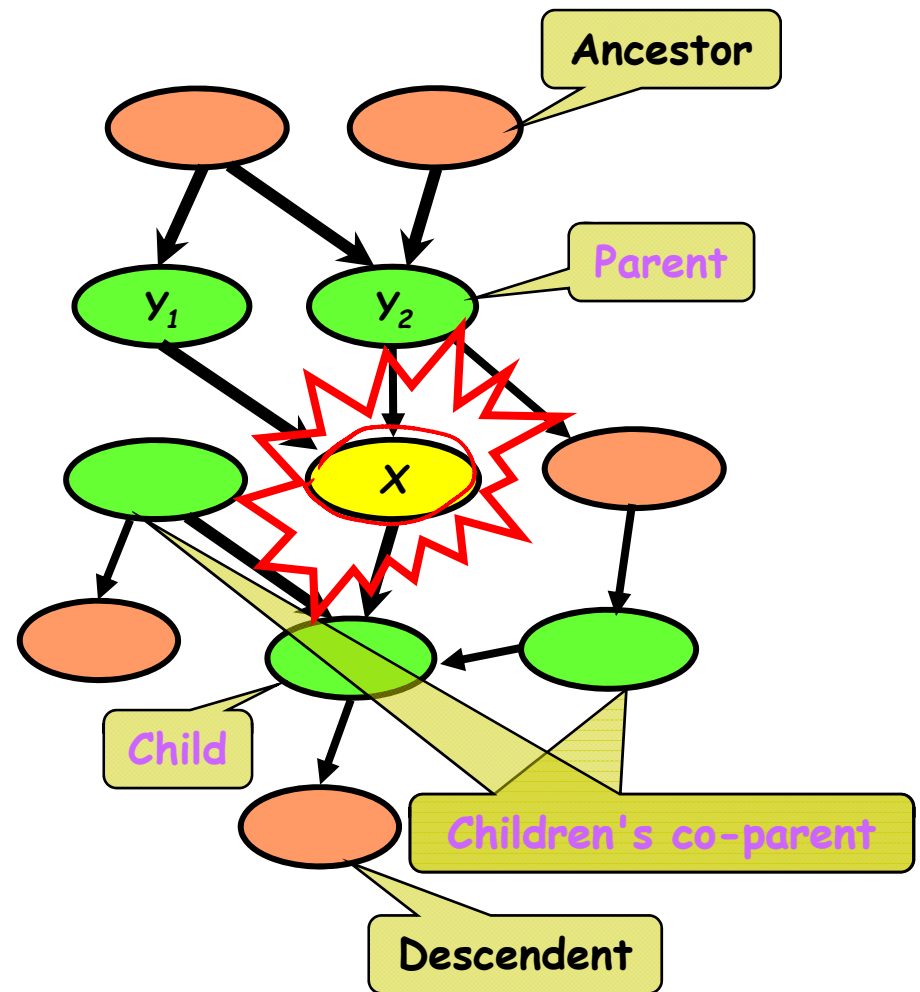 Ancestor
Parent
Y1
Y2
X
Child
Children's co-parent
Descendent